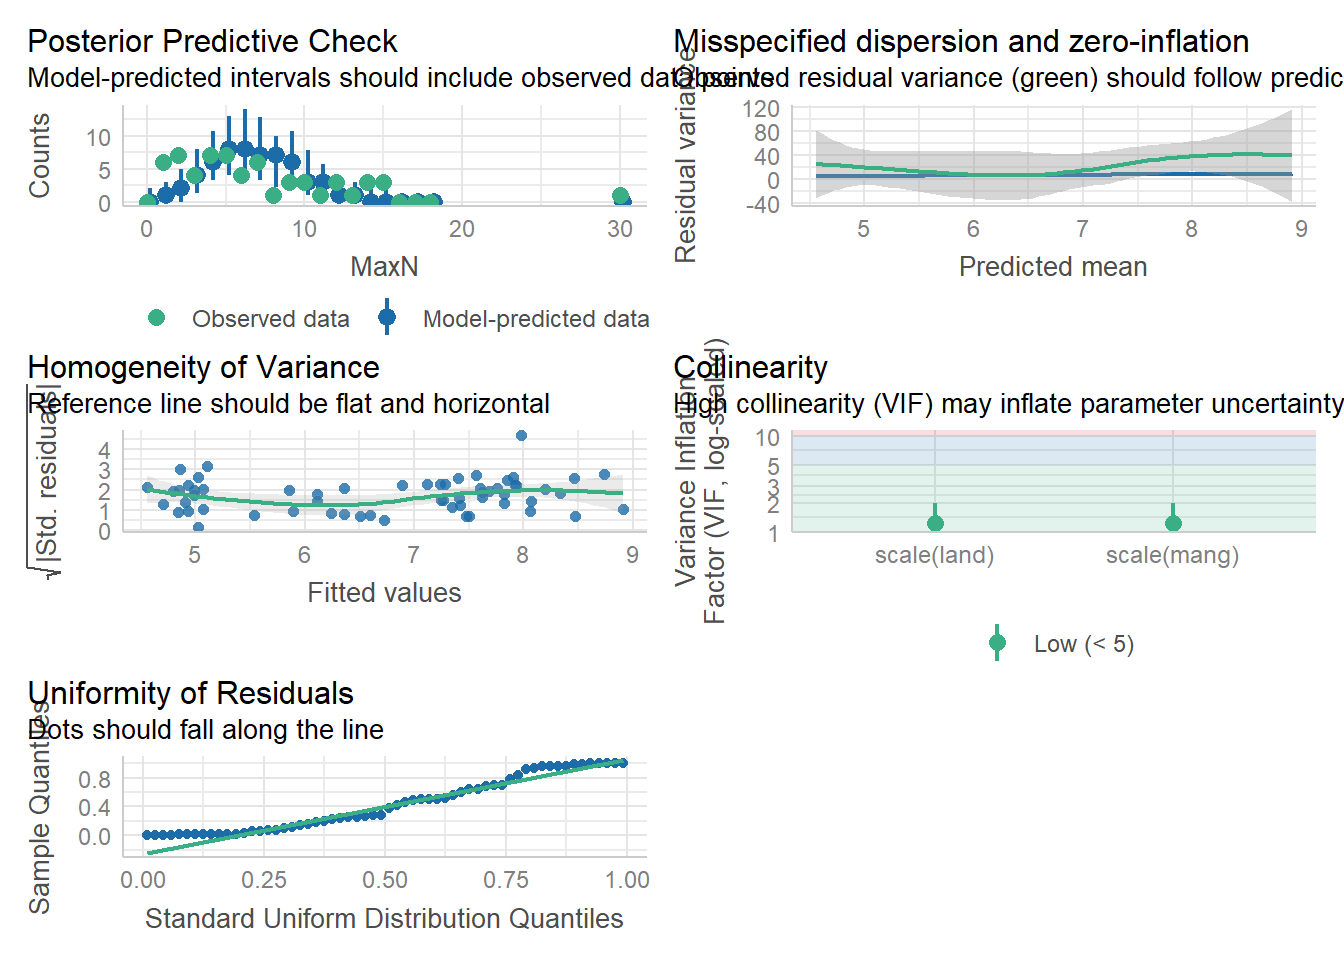 Posterior Predictive Check
Model-predicted intervals should include observed data points
Counts
10
5
0
0
10
20
30
MaxN
Observed data
Model-predicted data
Misspecified dispersion and zero-inflation
Observed residual variance (green) should follow predic
Residual variance
120
80
40
0
-40
5
6
7
8
9
Predicted mean
Homogeneity of Variance
Reference line should be flat and horizontal
√|Std. residuals|
4
3
2
1
0
5
6
7
8
9
Fitted values
Collinearity
High collinearity (VIF) may inflate parameter uncertainty
Variance Inflation
Factor (VIF, log-scaled)
10
5
3
2
1
scale(land)
scale(mang)
Low (< 5)
Uniformity of Residuals
Dots should fall along the line
Sample Quantiles
0.8
0.4
0.0
0.00
0.25
0.50
0.75
1.00
Standard Uniform Distribution Quantiles